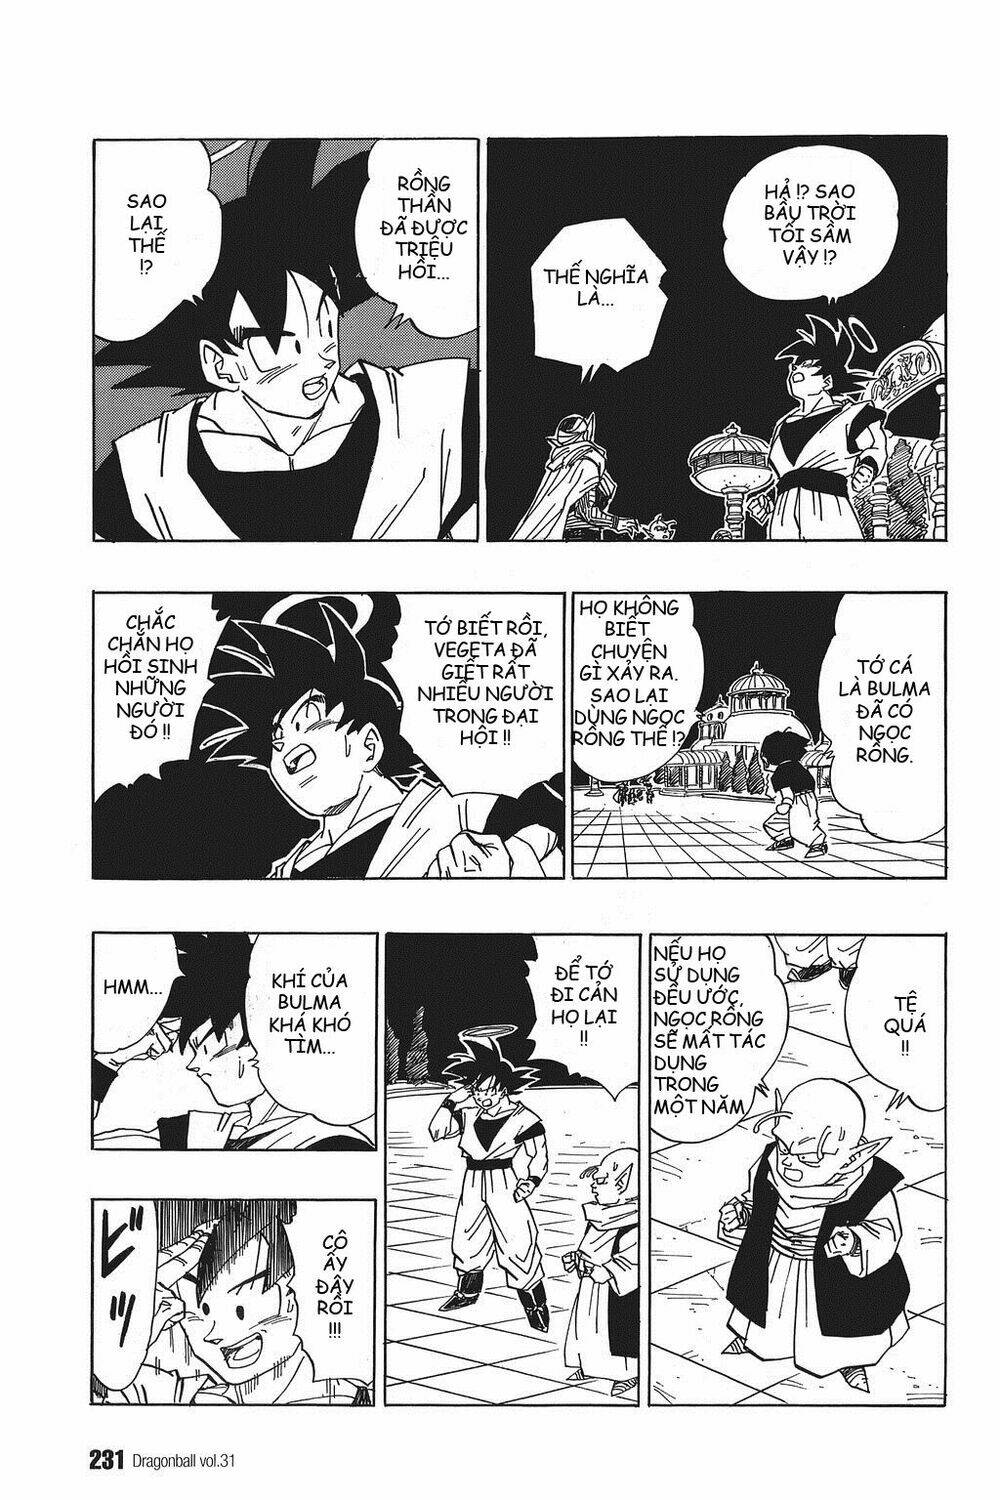 HẢ !? SAO
BẦU TRỜI
TỐI SẦM
VẬY !?
THẾ NGHĨA
LÀ...
RỒNG
THẦN
ĐÃ ĐƯỢC
TRIỆU
HỒI...
SAO
LẠI
THẾ
!?
TỚ CÁ
LÀ BULMA
ĐÃ CÓ
NGỌC
RỒNG.
HỌ KHÔNG
BIẾT
CHUYỆN
GÌ XẢY RA.
SAO LẠI
DÙNG NGỌC
RỒNG THẾ !?
TỚ BIẾT RỒI,
VEGETA ĐÃ
GIẾT RẤT
NHIỀU NGƯỜI
TRONG ĐẠI
HỘI !!
CHẮC
CHẮN HỌ
HỒI SINH
NHỮNG
NGƯỜI
ĐÓ !!
TỆ
QUÁ
!!
NẾU HỌ
SỬ DỤNG
ĐỀU ƯỚC,
NGỌC RỒNG
SẼ MẤT TÁC
DỤNG
TRONG
MỘT NĂM
ĐỂ TỚ
ĐI CẢN
HỌ LẠI
!!
KHÍ CỦA
BULMA
KHÁ KHÓ
TÌM...
HMM...
CÔ
ẤY
ĐÂY
RỒI
!!!
ピッ
231 Dragonball vol.31